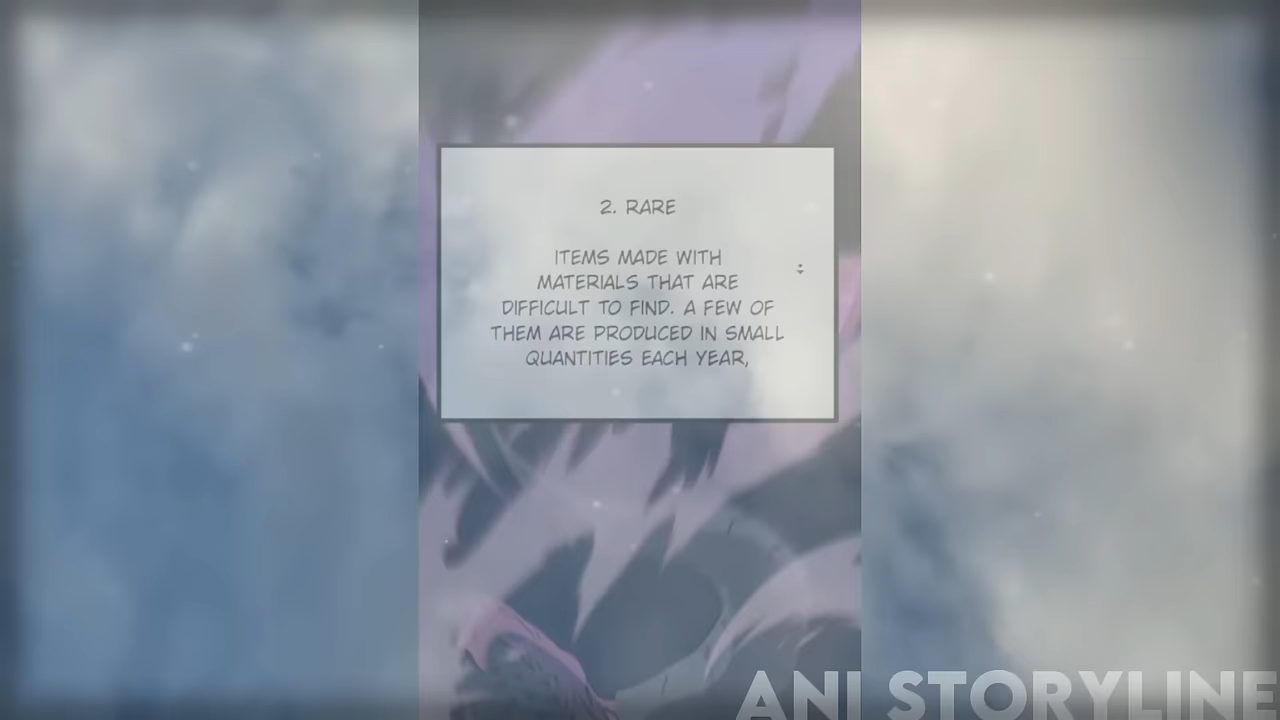 2. RARE
ITEMS MADE WITH
MATERIALS THAT ARE
DIFFICULT TO FIND. A FEW OF
THEM ARE PRODUCED IN SMALL
QUANTITIES EACH YEAR,
ANI STORYLINE